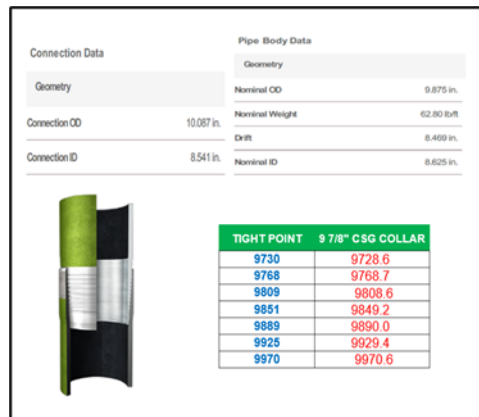 Connection Data
Geometry
Connection OD 10.087 in.
Connection ID 8.541 in.
Pipe Body Data
Geometry
Nominal OD 9.875 in.
Nominal Weight 62.80 lb/ft
Drift 8.469 in.
Nominal ID 8.625 in.
TIGHT POINT 9 7/8" CSG COLLAR
9730 9728.6
9768 9768.7
9809 9808.6
9851 9849.2
9889 9890.0
9925 9929.4
9970 9970.6